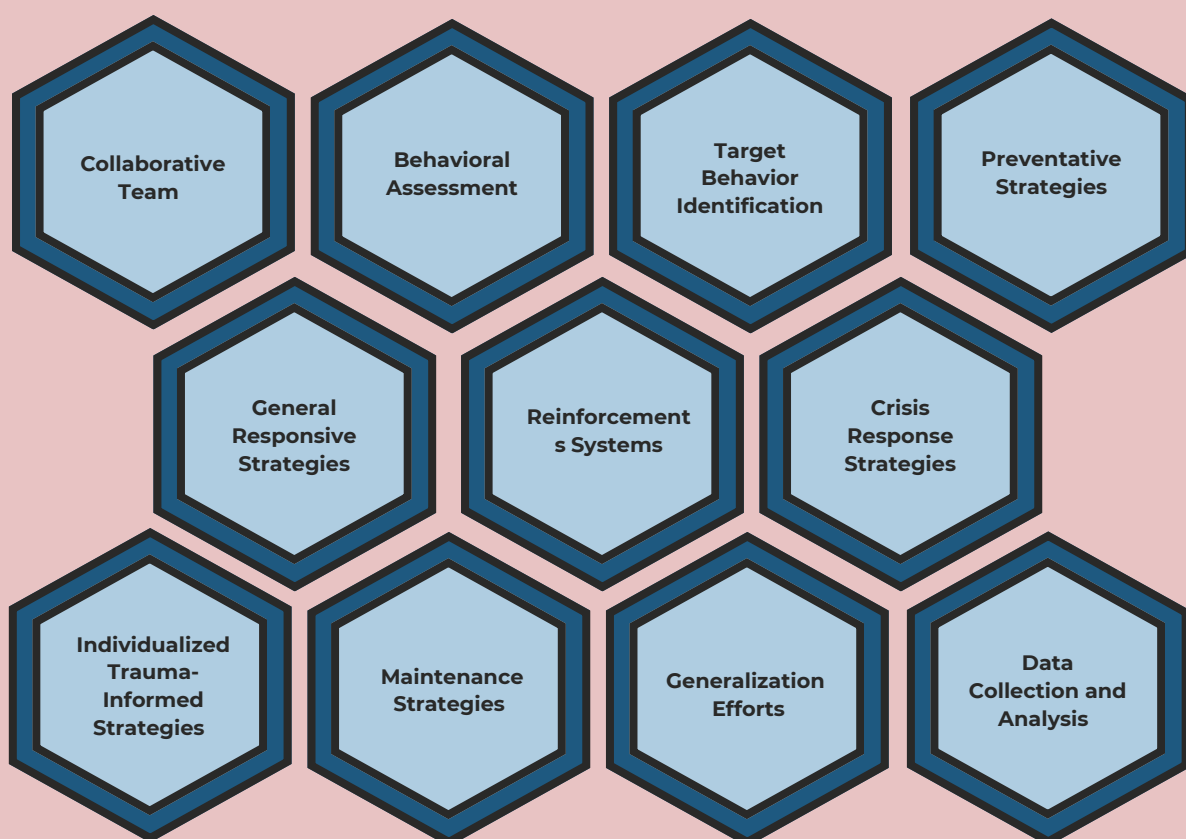 Collaborative
Team
Behavioral
Assessment
Target
Behavior
Identification
Preventative
Strategies
General
Responsive
Strategies
Reinforcement
s Systems
Crisis
Response
Strategies
Individualized
Trauma-
Informed
Strategies
Maintenance
Strategies
Generalization
Efforts
Data
Collection and
Analysis